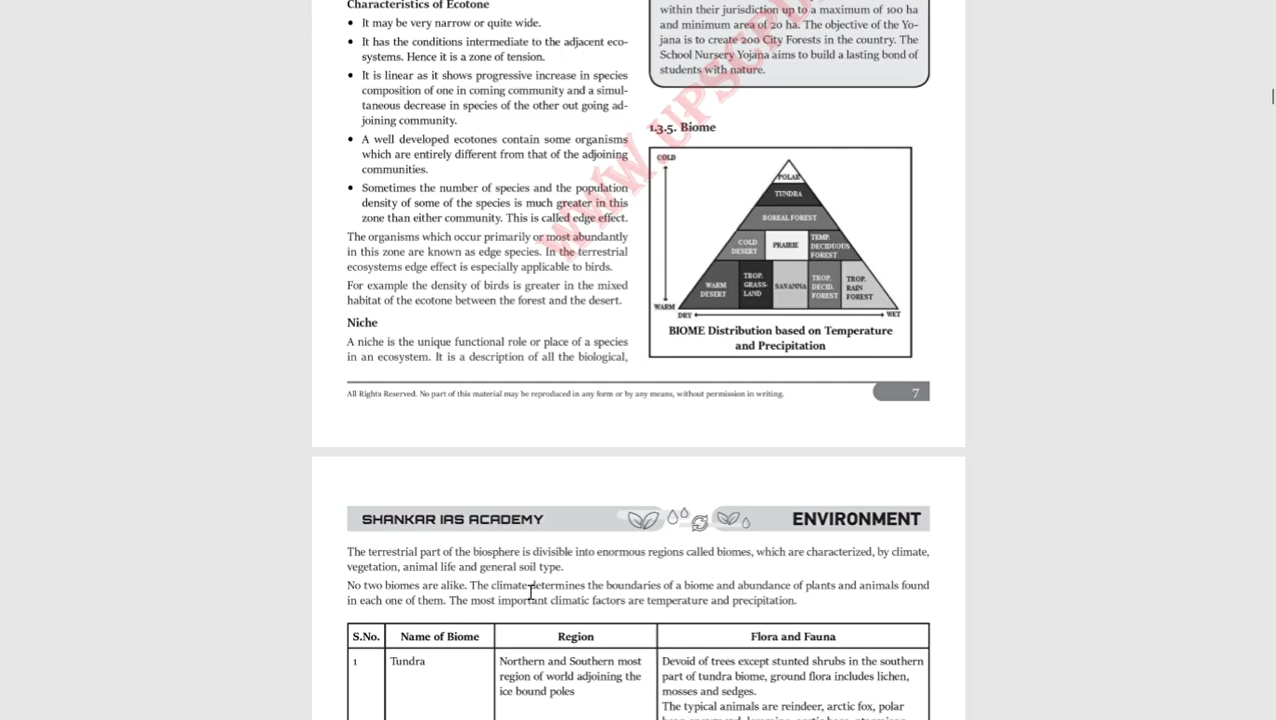 Characteristics of Ecotone
• It may be very narrow or quite wide.
• It has the conditions intermediate to the adjacent eco-
systems. Hence it is a zone of tension.
• It is linear as it shows progressive increase in species
composition of one in coming community and a simul-
taneous decrease in species of the other out going ad-
joining community.
• A well developed ecotones contain some organisms
which are entirely different from that of the adjoining
communities.
• Sometimes the number of species and the population
density of some of the species is much greater in this
zone than either community. This is called edge effect.
The organisms which occur primarily or most abundantly
in this zone are known as edge species. In the terrestrial
ecosystems edge effect is especially applicable to birds.
For example the density of birds is greater in the mixed
habitat of the ecotone between the forest and the desert.
Niche
A niche is the unique functional role or place of a species
in an ecosystem. It is a description of all the biological,
within their jurisdiction up to a maximum of 100 ha
and minimum area of 20 ha. The objective of the Yo-
jana is to create 200 City Forests in the country. The
School Nursery Yojana aims to build a lasting bond of
students with nature.
1.3.5. Biome
COLD
POLAR
TUNDRA
BOREAL FOREST
COLD
DESERT
PRAIRIE
TEMP.
DECIDUOUS
FOREST
WARM
DESERT
TROP.
GRASS-
LAND
SAVANNA
TROP.
DECID.
FOREST
TROP.
RAIN
FOREST
WARM
DRY
WET
BIOME Distribution based on Temperature
and Precipitation
All Rights Reserved. No part of this material may be reproduced in any form or by any means, without permission in writing.
7
SHANKAR IAS ACADEMY
ENVIRONMENT
The terrestrial part of the biosphere is divisible into enormous regions called biomes, which are characterized, by climate,
vegetation, animal life and general soil type.
No two biomes are alike. The climate determines the boundaries of a biome and abundance of plants and animals found
in each one of them. The most important climatic factors are temperature and precipitation.
S.No. Name of Biome Region Flora and Fauna
1 Tundra Northern and Southern most
region of world adjoining the
ice bound poles
Devoid of trees except stunted shrubs in the southern
part of tundra biome, ground flora includes lichen,
mosses and sedges.
The typical animals are reindeer, arctic fox, polar